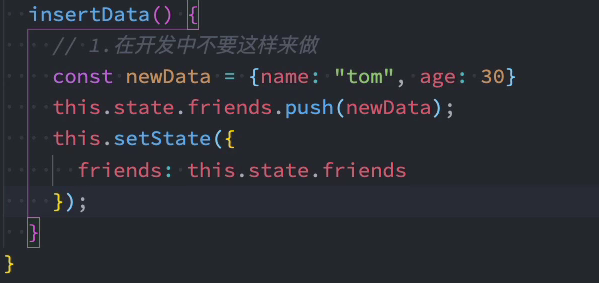 insertData() {
// 1.在开发中不要这样来做
const newData = {name: "tom", age: 30}
this.state.friends.push(newData);
this.setState({
friends: this.state.friends
});
}
}